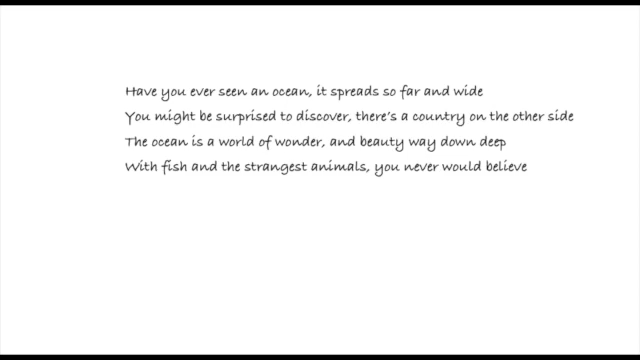 Have you ever seen an ocean, it spreads so far and wide
You might be surprised to discover, there's a country on the other side
The ocean is a world of wonder, and beauty way down deep
With fish and the strangest animals, you never would believe